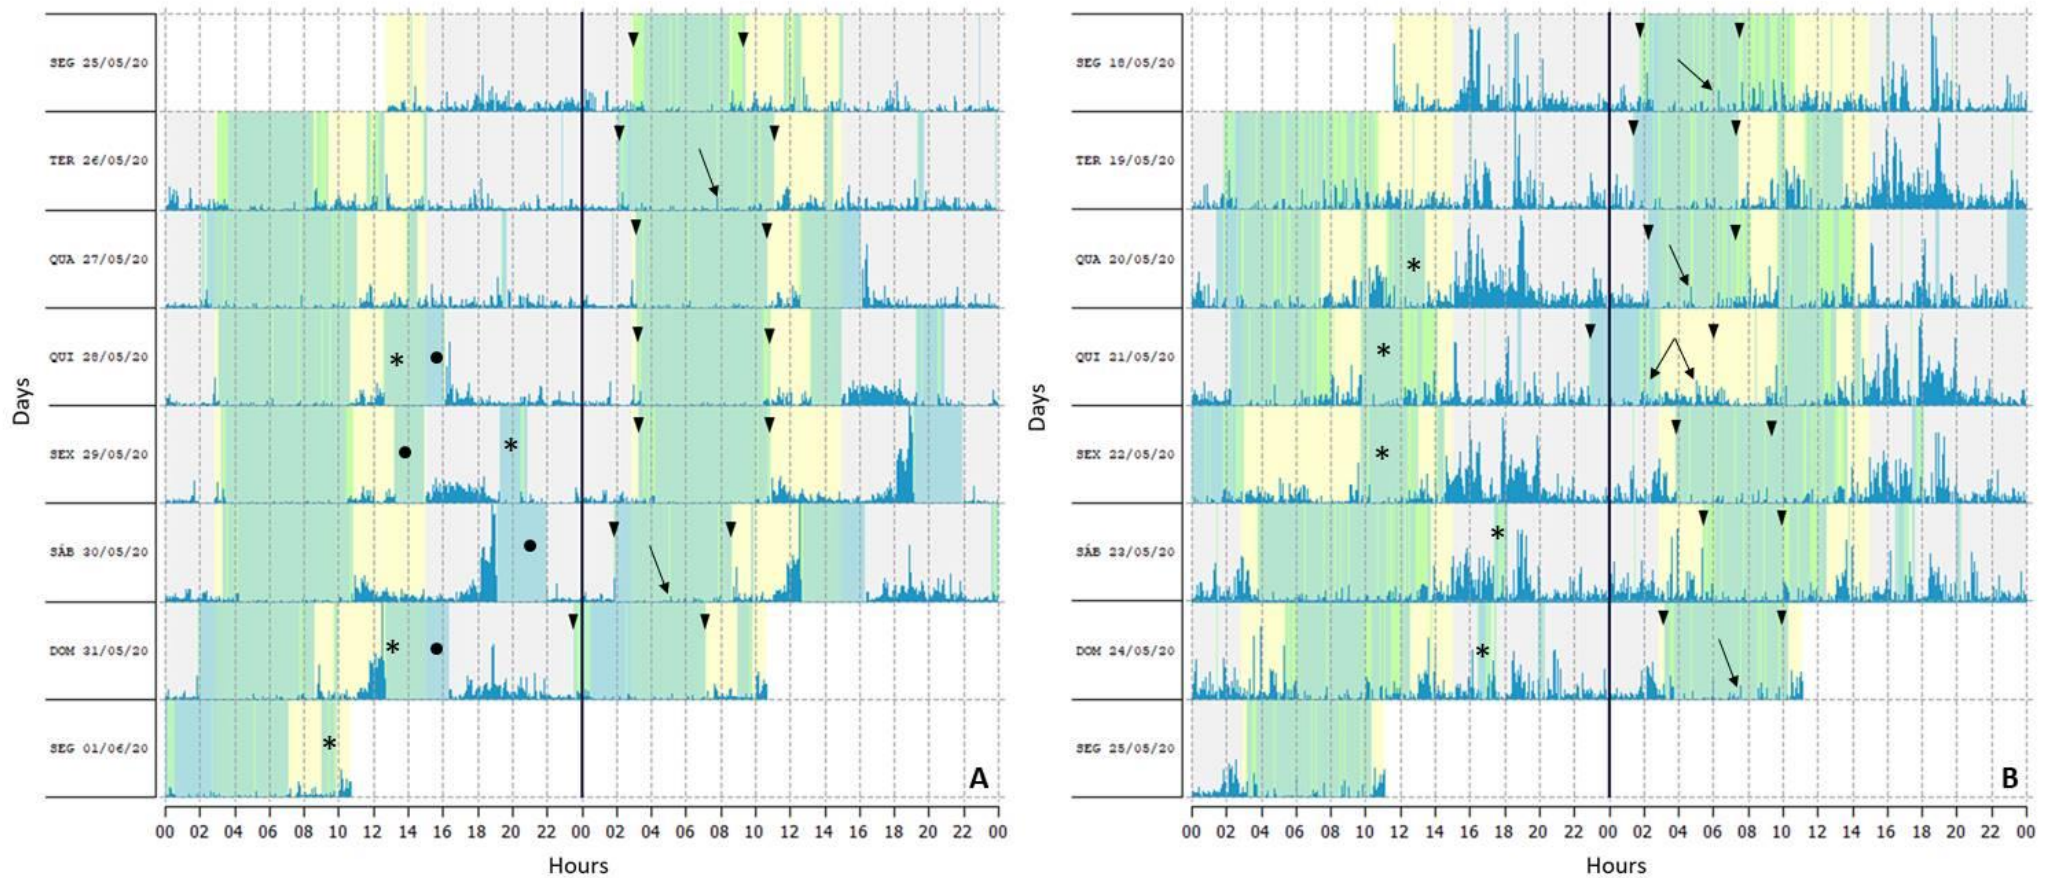 Days
SEG 25/05/20
TER 26/05/20
QUA 27/05/20
QUI 28/05/20
SEX 29/05/20
* *
SÁB 30/05/20
DOM 31/05/20
*
SEG 01/06/20
*
A
00 02 04 06 08 10 12 14 16 18 20 22 00 02 04 06 08 10 12 14 16 18 20 22 00
Hours
Days
SEG 18/05/20
TER 19/05/20
QUA 20/05/20
*
QUI 21/05/20
*
SEX 22/05/20
*
SÁB 23/05/20
*
DOM 24/05/20
*
SEG 25/05/20
B
00 02 04 06 08 10 12 14 16 18 20 22 00 02 04 06 08 10 12 14 16 18 20 22 00
Hours